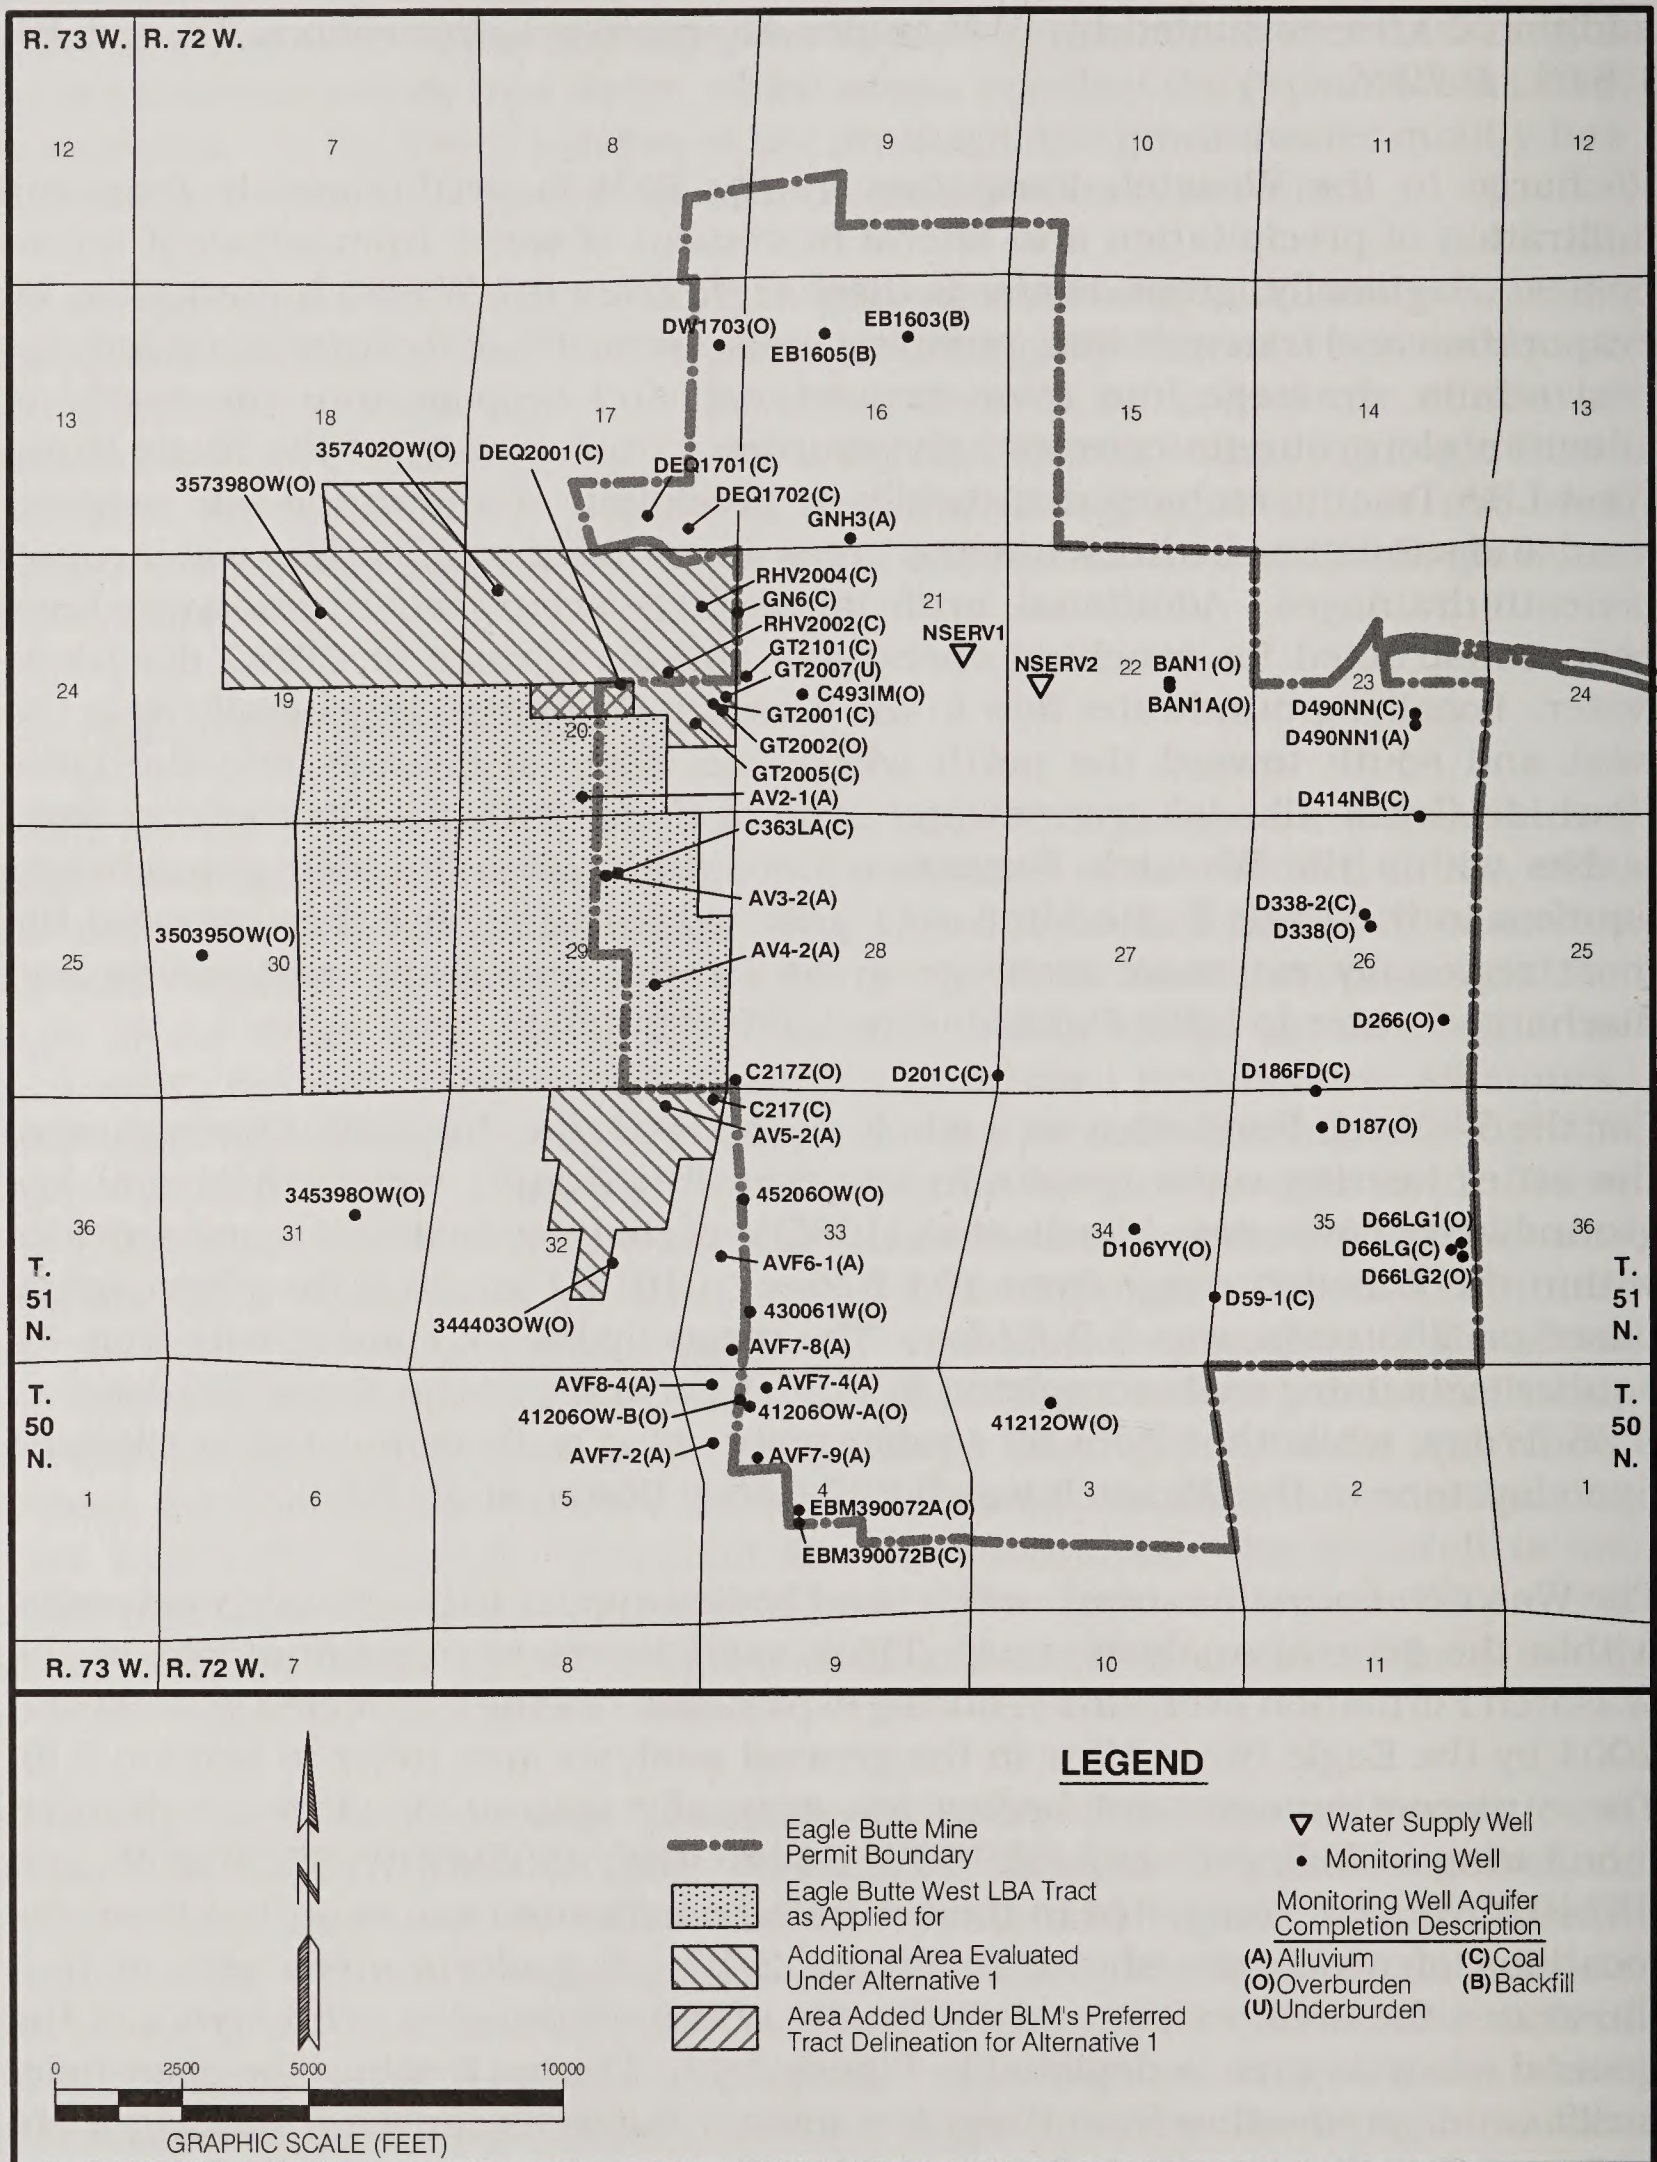 R. 73 W. R. 72 W.
12 7 8 9 10 11 12
DW1703(O) EB1603(B)
EB1605(B)
13 18 17 16 15 14 13
357402OW(O) DEQ2001(C) DEQ1701(C)
357398OW(O) DEQ1702(C)
GNH3(A)
RHV2004(C)
GN6(C) 21
RHV2002(C) NSERV1
GT2101(C)
GT2007(U) NSERV2 22 BAN1(O)
24 19 C493IM(O) BAN1A(O) 23 24
GT2001(C) D490NN(C)
20 GT2002(O) D490NN1(A)
GT2005(C)
AV2-1(A) D414NB(C)
C363LA(C)
AV3-2(A) D338-2(C)
350395OW(O) D338(O)
25 30 29 AV4-2(A) 28 27 26 25
D266(O)
C217Z(O) D201C(C) D186FD(C)
C217(C)
AV5-2(A) D187(O)
345398OW(O) 45206OW(O)
36 31 32 33 34 35 D66LG1(O) 36
D106YY(O) D66LG(C)
AVF6-1(A) D66LG2(O)
T.
51
N.
T.
51
N.
344403OW(O) 430061W(O) D59-1(C)
AVF7-8(A)
AVF8-4(A) AVF7-4(A)
41206OW-B(O) 41206OW-A(O) 41212OW(O)
T.
50
N.
T.
50
N.
AVF7-2(A) AVF7-9(A)
1 6 5 4 3 2 1
EBM390072A(O)
EBM390072B(C)
R. 73 W. R. 72 W. 7 8 9 10 11
N
LEGEND
Eagle Butte Mine
Permit Boundary
Eagle Butte West LBA Tract
as Applied for
Additional Area Evaluated
Under Alternative 1
Area Added Under BLM's Preferred
Tract Delineation for Alternative 1
Water Supply Well
Monitoring Well
Monitoring Well Aquifer
Completion Description
(A) Alluvium (C) Coal
(O) Overburden (B) Backfill
(U) Underburden
0 2500 5000 10000
GRAPHIC SCALE (FEET)